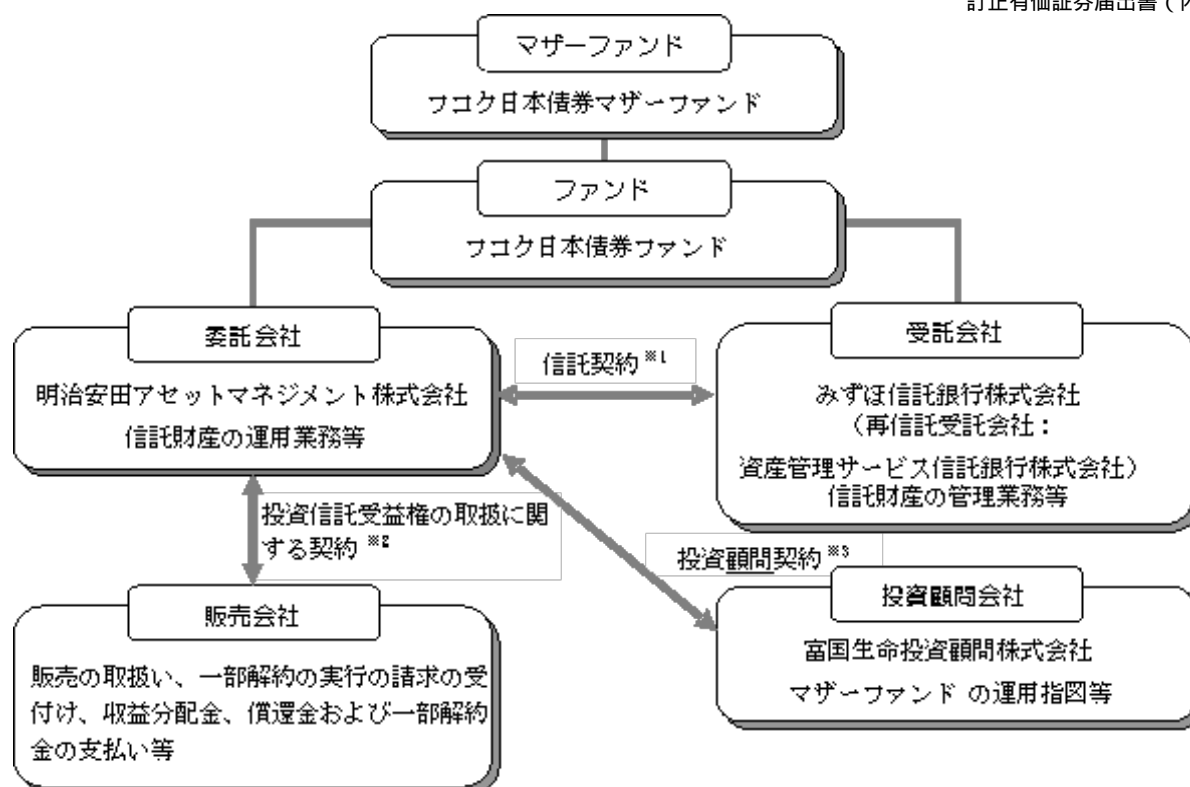 訂正有価証券届出書（内
マザーファンド
フコク日本債券マザーファンド
ファンド
フコク日本債券ファンド
委託会社
明治安田アセットマネジメント株式会社
信託財産の運用業務等
信託契約 ※1
受託会社
みずほ信託銀行株式会社
（再信託受託会社：
資産管理サービス信託銀行株式会社）
信託財産の管理業務等
投資信託受益権の取扱に関
する契約 ※2
投資顧問契約 ※3
販売会社
販売の取扱い、一部解約の実行の請求の受
付け、収益分配金、償還金および一部解約
金の支払い等
投資顧問会社
富国生命投資顧問株式会社
マザーファンド の運用指図等